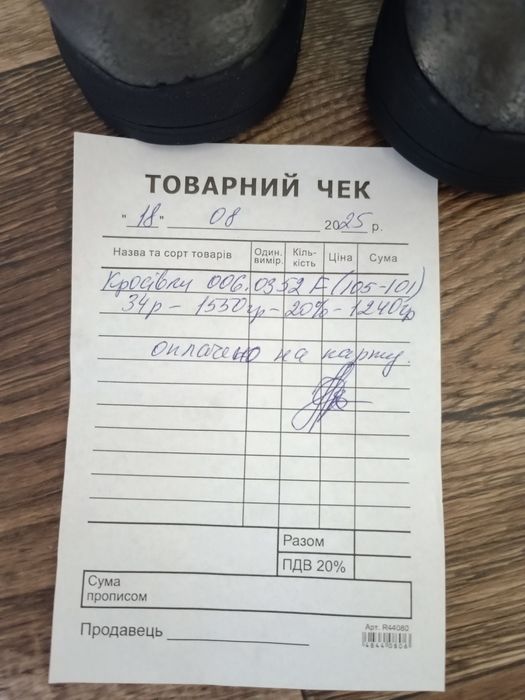 ТОВАРНИЙ ЧЕК
" 18 " 08 2025 р.
Назва та сорт товарів Один. вимір. Кіль-кість Ціна Сума
Кросівки 006.0352 F (105-101)
34р - 1550гр - 20% - 1240гр
оплачено на карту.
Разом
ПДВ 20%
Сума
прописом
Продавець
Арт. R44080